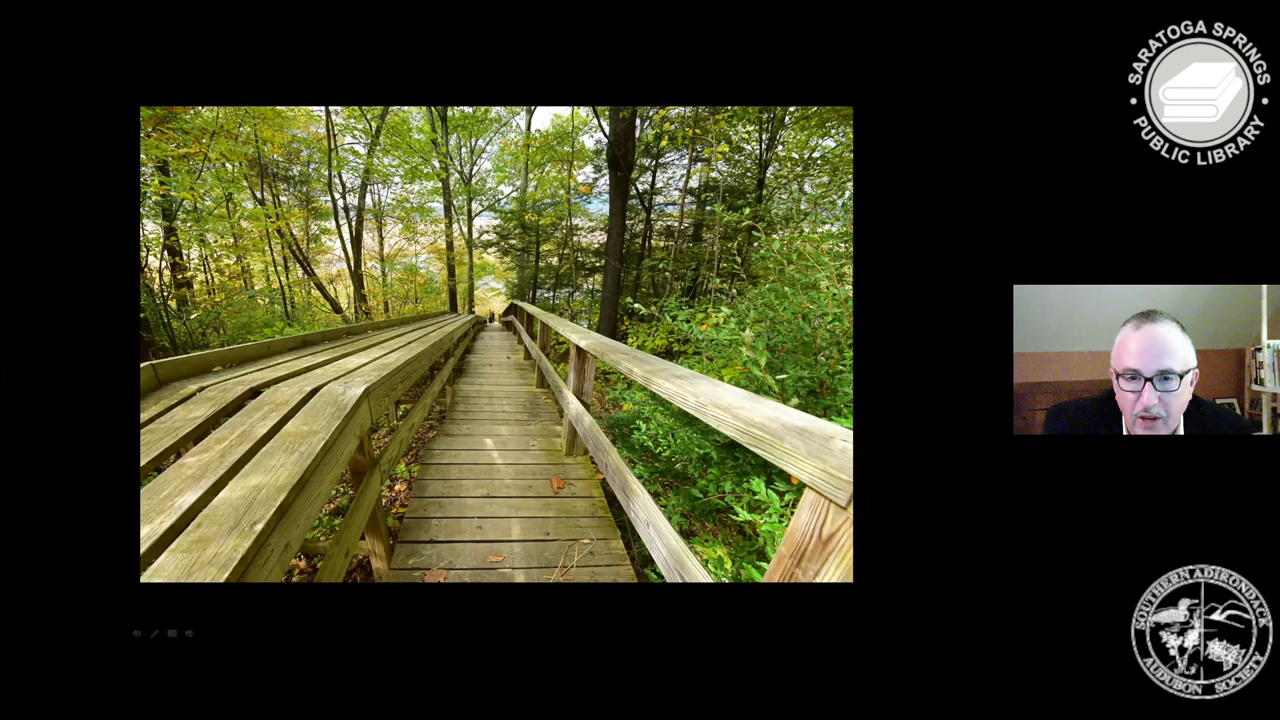 SARATOGA SPRINGS
• PUBLIC LIBRARY •
SOUTHERN ADIRONDACK
AUDUBON SOCIETY